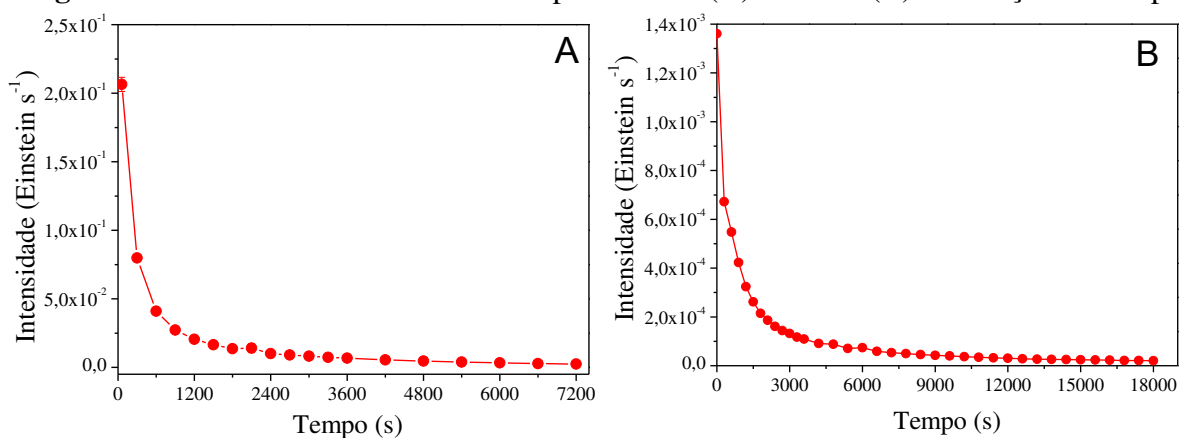 A
Intensidade (Einstein s⁻¹)
2,5x10⁻¹
2,0x10⁻¹
1,5x10⁻¹
1,0x10⁻¹
5,0x10⁻²
0,0
0 1200 2400 3600 4800 6000 7200
Tempo (s)
B
Intensidade (Einstein s⁻¹)
1,4x10⁻³
1,2x10⁻³
1,0x10⁻³
8,0x10⁻⁴
6,0x10⁻⁴
4,0x10⁻⁴
2,0x10⁻⁴
0,0
0 3000 6000 9000 12000 15000 18000
Tempo (s)